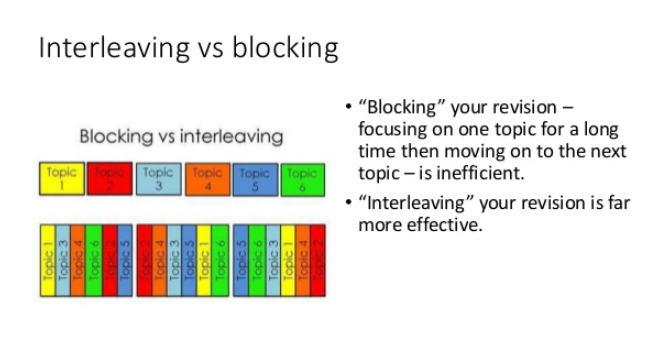 Interleaving vs blocking
Blocking vs interleaving
Topic
1
Topic
2
Topic
3
Topic
4
Topic
5
Topic
6
Topic 1
Topic 3
Topic 4
Topic 6
Topic 2
Topic 5
Topic 2
Topic 4
Topic 3
Topic 5
Topic 1
Topic 6
Topic 5
Topic 6
Topic 3
Topic 1
Topic 4
Topic 2
• “Blocking” your revision –
focusing on one topic for a long
time then moving on to the next
topic – is inefficient.
• “Interleaving” your revision is far
more effective.